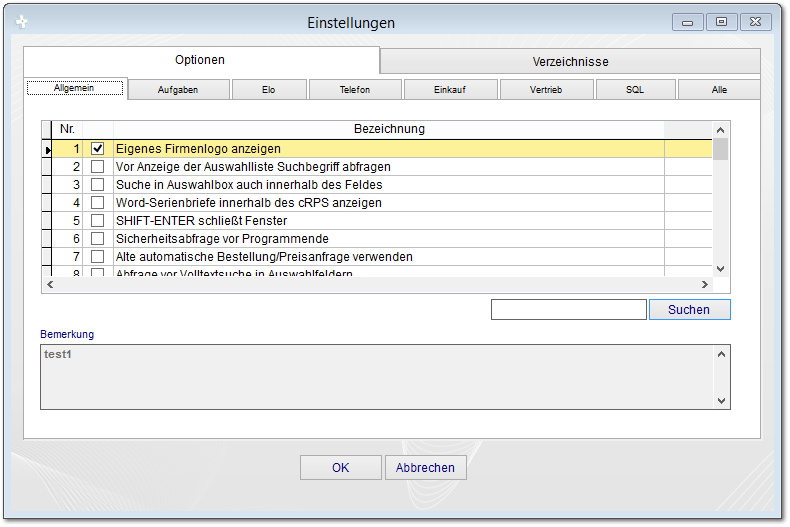 Einstellungen
Optionen Verzeichnisse
Allgemein Aufgaben Elo Telefon Einkauf Vertrieb SQL Alle
Nr. Bezeichnung
1 Eigenes Firmenlogo anzeigen
2 Vor Anzeige der Auswahlliste Suchbegriff abfragen
3 Suche in Auswahlbox auch innerhalb des Feldes
4 Word-Serienbriefe innerhalb des cRPS anzeigen
5 SHIFT-ENTER schließt Fenster
6 Sicherheitsabfrage vor Programmende
7 Alte automatische Bestellung/Preisanfrage verwenden
8 Abfrage vor Volltextsuche in Auswahlfeldern
Suchen
Bemerkung
test1
OK Abbrechen